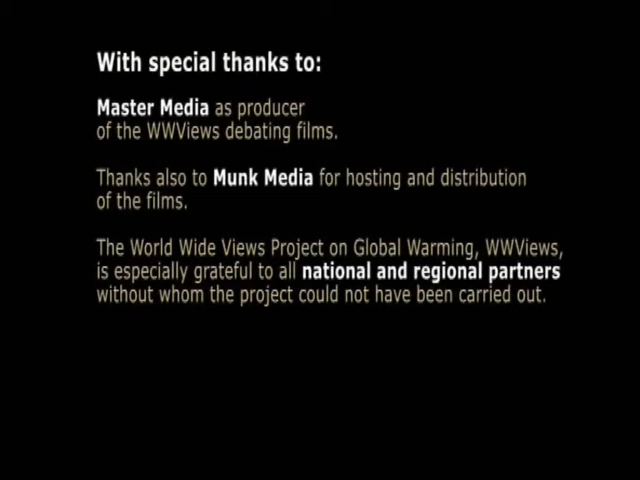 With special thanks to:
Master Media as producer
of the WWViews debating films.
Thanks also to Munk Media for hosting and distribution
of the films.
The World Wide Views Project on Global Warming, WWViews,
is especially grateful to all national and regional partners
without whom the project could not have been carried out.